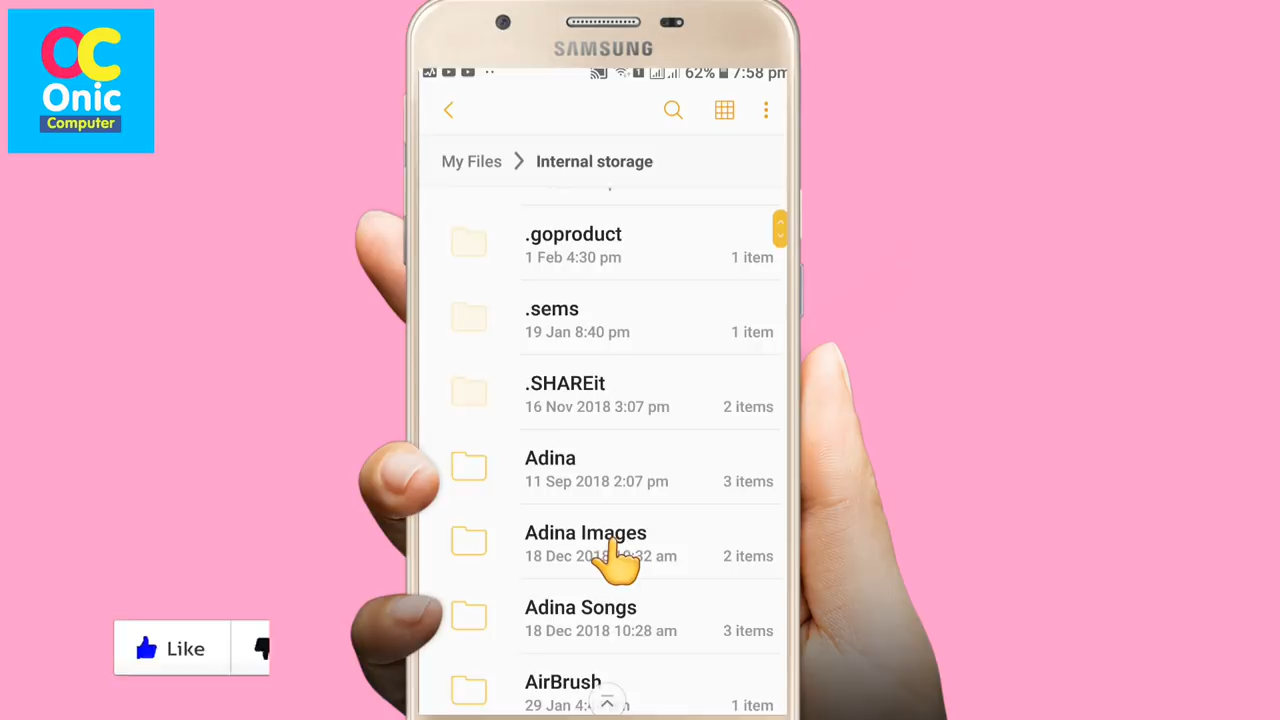 OC
Onic
Computer
SAMSUNG
62% 7:58 pm
My Files > Internal storage
.goproduct
1 Feb 4:30 pm 1 item
.sems
19 Jan 8:40 pm 1 item
.SHAREit
16 Nov 2018 3:07 pm 2 items
Adina
11 Sep 2018 2:07 pm 3 items
Adina Images
18 Dec 2018 10:32 am 2 items
Adina Songs
18 Dec 2018 10:28 am 3 items
AirBrush
29 Jan 1 item
Like